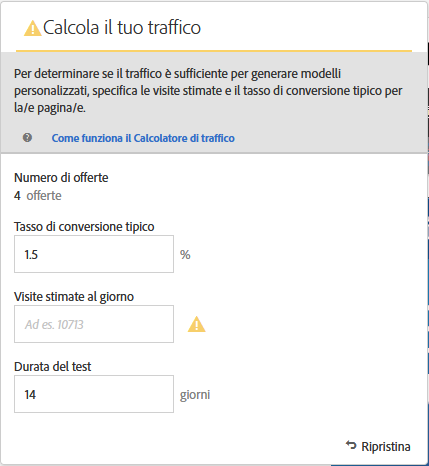 Calcola il tuo traffico
Per determinare se il traffico è sufficiente per generare modelli
personalizzati, specifica le visite stimate e il tasso di conversione tipico per
la/e pagina/e.
Come funziona il Calcolatore di traffico
Numero di offerte
4 offerte
Tasso di conversione tipico
1.5 %
Visite stimate al giorno
Ad es. 10713
Durata del test
14 giorni
Ripristina